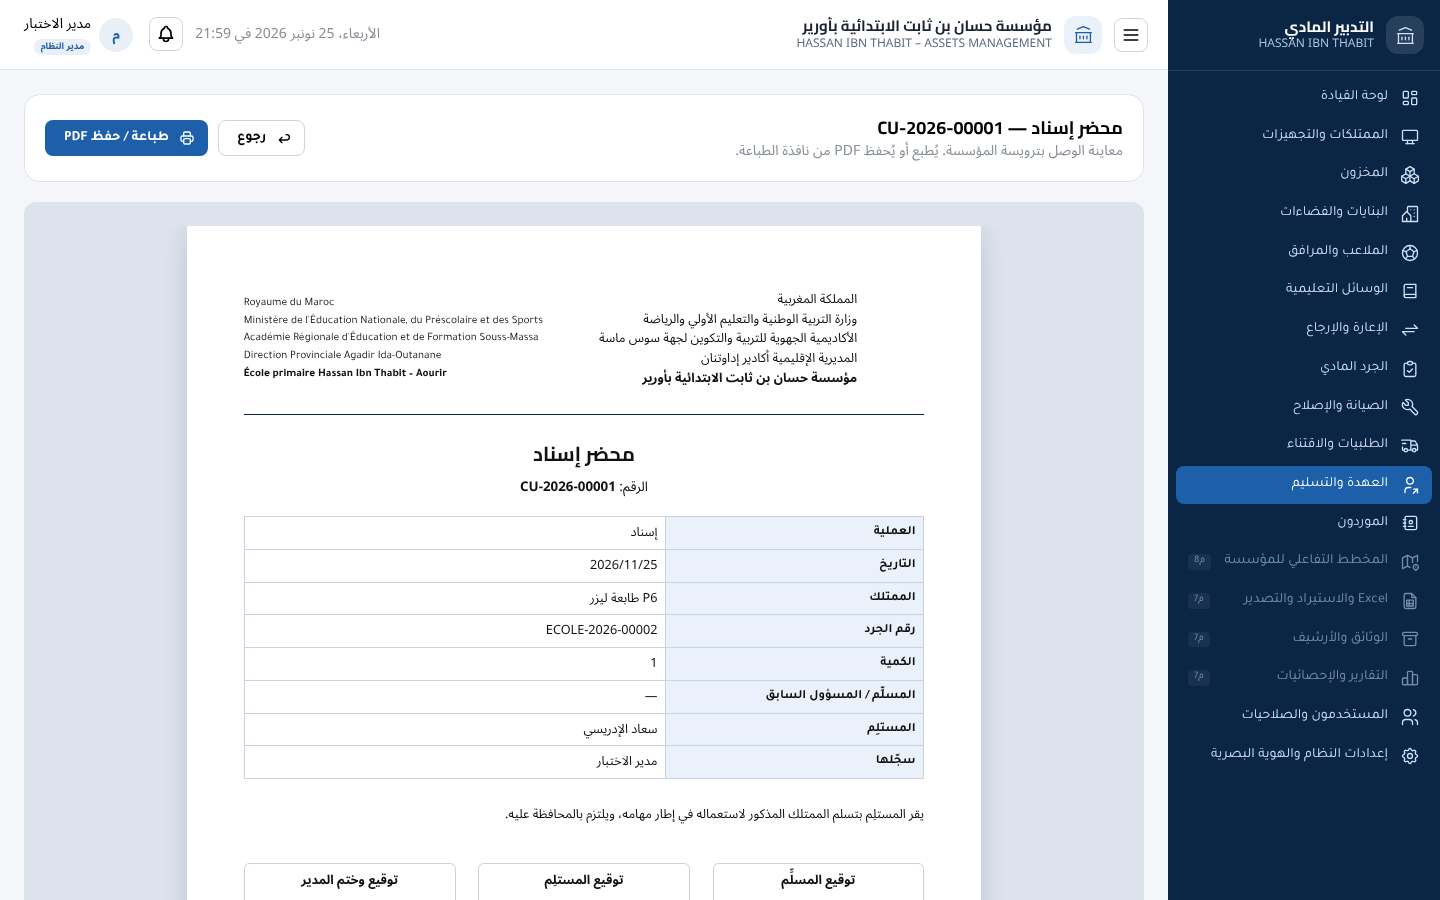 التدبير المادي
HASSAN IBN THABIT
لوحة القيادة
الممتلكات والتجهيزات
المخزون
البنايات والفضاءات
الملاعب والمرافق
الوسائل التعليمية
الإعارة والإرجاع
الجرد المادي
الصيانة والإصلاح
الطلبيات والاقتناء
العهدة والتسليم
الموردون
المخطط التفاعلي للمؤسسة م8
Excel والاستيراد والتصدير م7
الوثائق والأرشيف م7
التقارير والإحصائيات م7
المستخدمون والصلاحيات
إعدادات النظام والهوية البصرية
مؤسسة حسان بن ثابت الابتدائية بأورير
HASSAN IBN THABIT – ASSETS MANAGEMENT
الأربعاء، 25 نونبر 2026 في 21:59
م
مدير الاختبار
مدير النظام
محضر إسناد — CU-2026-00001
معاينة الوصل بترويسة المؤسسة. يُطبع أو يُحفظ PDF من نافذة الطباعة.
رجوع
طباعة / حفظ PDF
المملكة المغربية
وزارة التربية الوطنية والتعليم الأولي والرياضة
الأكاديمية الجهوية للتربية والتكوين لجهة سوس ماسة
المديرية الإقليمية أكادير إداوتنان
مؤسسة حسان بن ثابت الابتدائية بأورير
Royaume du Maroc
Ministère de l'Éducation Nationale, du Préscolaire et des Sports
Académie Régionale d'Éducation et de Formation Souss-Massa
Direction Provinciale Agadir Ida-Outanane
École primaire Hassan Ibn Thabit - Aourir
محضر إسناد
الرقم: CU-2026-00001
العملية إسناد
التاريخ 2026/11/25
الممتلك P6 طابعة ليزر
رقم الجرد ECOLE-2026-00002
الكمية 1
المسلّم / المسؤول السابق —
المستلِم سعاد الإدريسي
سجّلها مدير الاختبار
يقر المستلِم بتسلم الممتلك المذكور لاستعماله في إطار مهامه، ويلتزم بالمحافظة عليه.
توقيع المسلِّم
توقيع المستلِم
توقيع وختم المدير